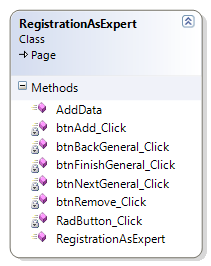 RegistrationAsExpert
Class
Page
Methods
AddData
btnAdd_Click
btnBackGeneral_Click
btnFinishGeneral_Click
btnNextGeneral_Click
btnRemove_Click
RadButton_Click
RegistrationAsExpert